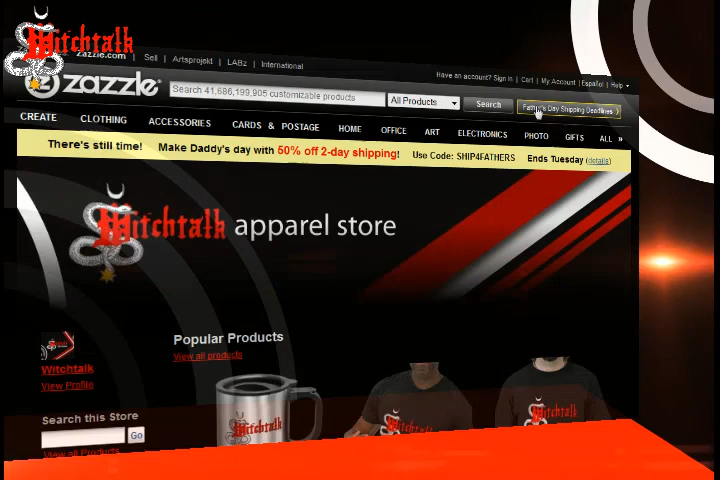 Witchtalk
Zazzle.com | Sell | Artsprojekt | LABz | International
Have an account? Sign in | Cart | My Account | Español | Help
zazzle
Search 41,686,199,905 customizable products
All Products
Search
Father's Day Shipping Deadlines
CREATE CLOTHING ACCESSORIES CARDS & POSTAGE HOME OFFICE ART ELECTRONICS PHOTO GIFTS ALL »
There's still time! Make Daddy's day with 50% off 2-day shipping! Use Code: SHIP4FATHERS Ends Tuesday (details)
Witchtalk apparel store
Popular Products
View all products
Witchtalk
View Profile
Search this Store
Go
View all Products
Witchtalk
Witchtalk
Witchtalk